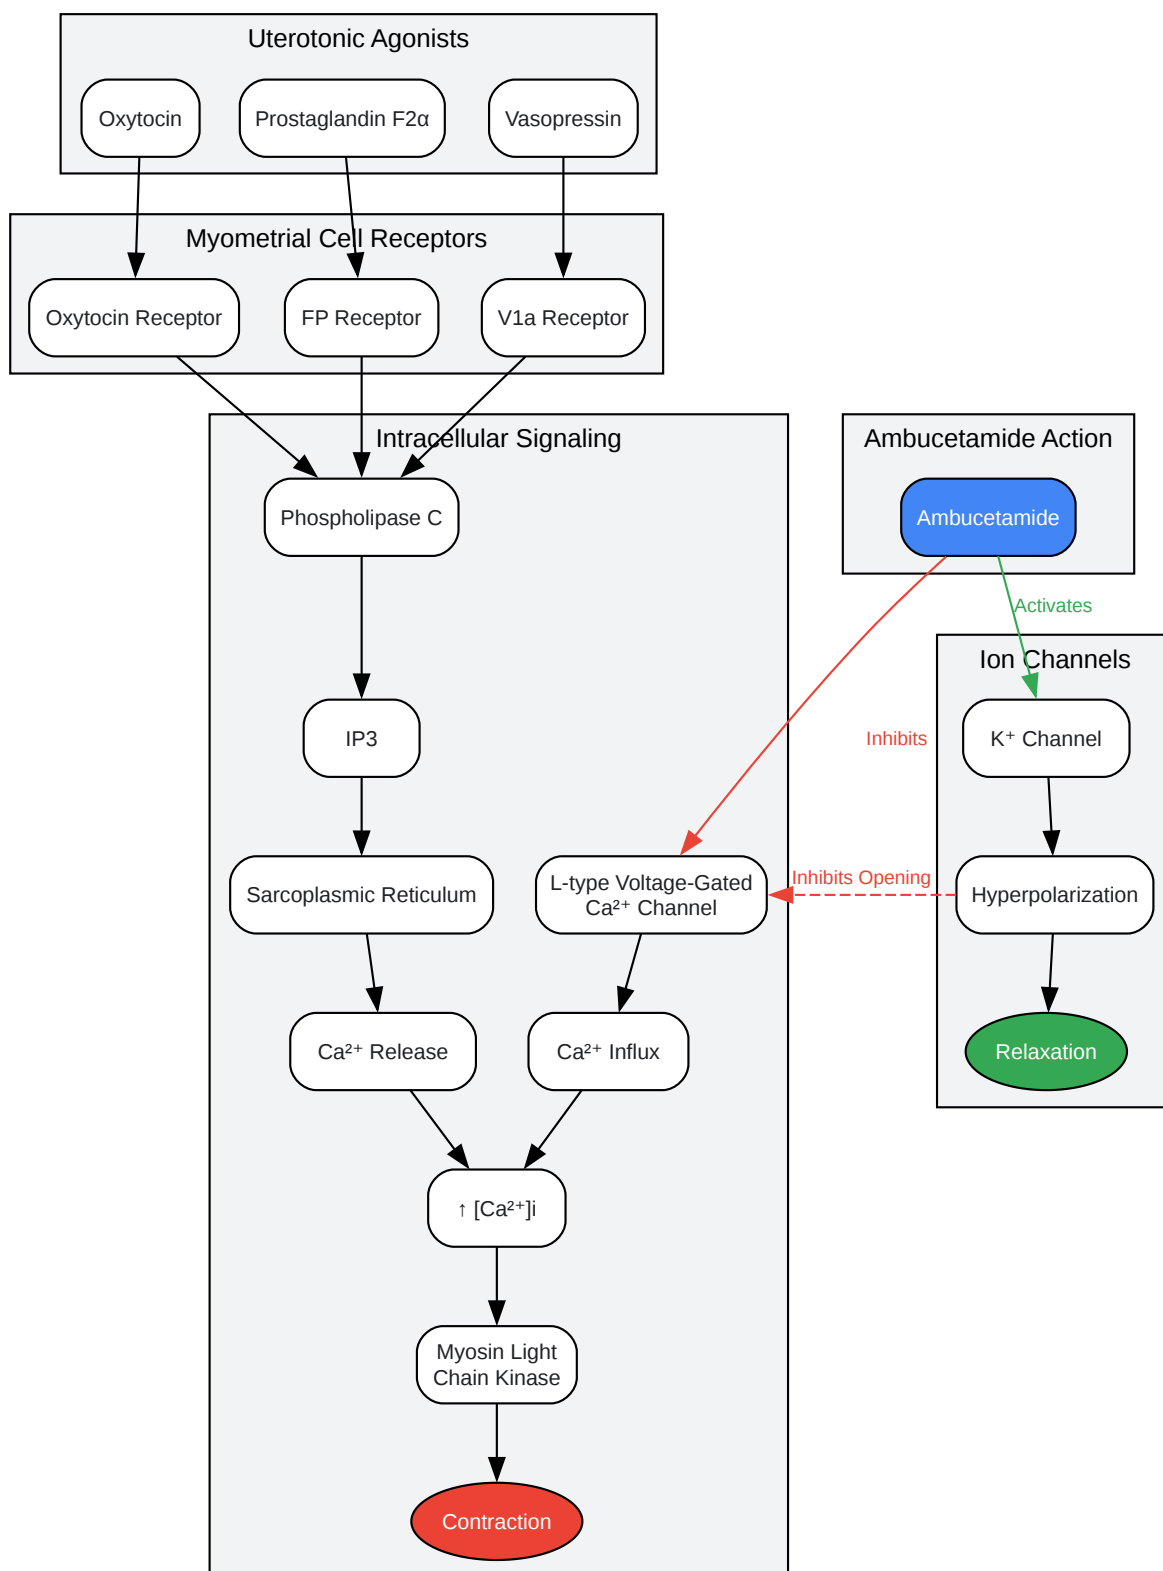 Uterotonic Agonists
Oxytocin
Prostaglandin F2α
Vasopressin
Myometrial Cell Receptors
Oxytocin Receptor
FP Receptor
V1a Receptor
Intracellular Signaling
Ambucetamide Action
Phospholipase C
Ambucetamide
Activates
Ion Channels
IP3
Inhibits
K⁺ Channel
Sarcoplasmic Reticulum
L-type Voltage-Gated
Ca²⁺ Channel
Inhibits Opening
Hyperpolarization
Ca²⁺ Release
Ca²⁺ Influx
Relaxation
↑ [Ca²⁺]i
Myosin Light
Chain Kinase
Contraction